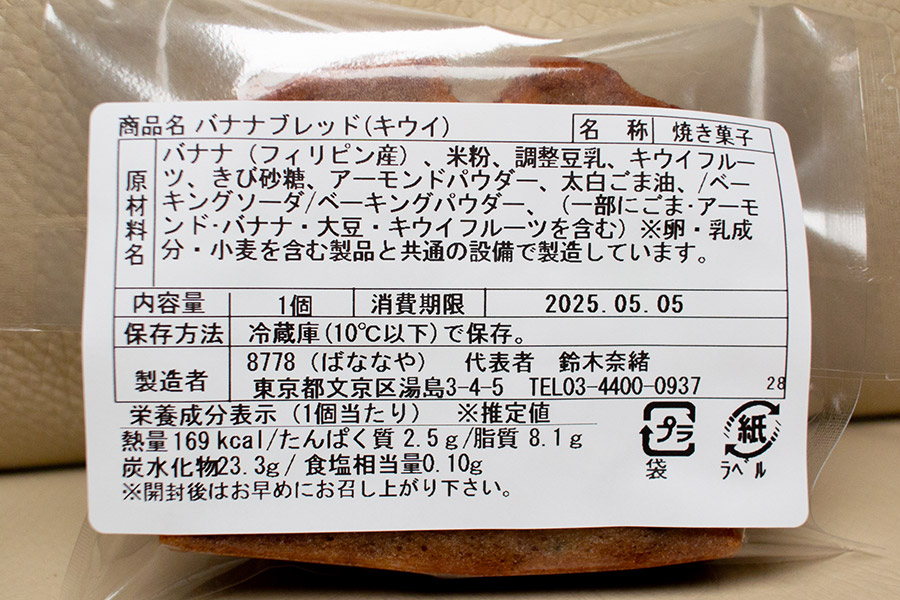 商品名 バナナブレッド(キウイ) 名 称 焼き菓子
原材料名
バナナ(フィリピン産)、米粉、調整豆乳、キウイフルー
ツ、きび砂糖、アーモンドパウダー、太白ごま油、/ベー
キングソーダ/ベーキングパウダー、(一部にごま・アーモ
ンド・バナナ・大豆・キウイフルーツを含む)※卵・乳成
分・小麦を含む製品と共通の設備で製造しています。
内容量 1個 消費期限 2025.05.05
保存方法 冷蔵庫(10℃以下)で保存。
製造者 8778(ばななや) 代表者 鈴木奈緒
東京都文京区湯島3-4-5 TEL03-4400-0937 28
栄養成分表示(1個当たり) ※推定値
熱量169kcal/たんぱく質2.5g/脂質8.1g
炭水化物23.3g/食塩相当量0.10g
※開封後はお早めにお召し上がり下さい。
プラ 紙
袋 ラベル